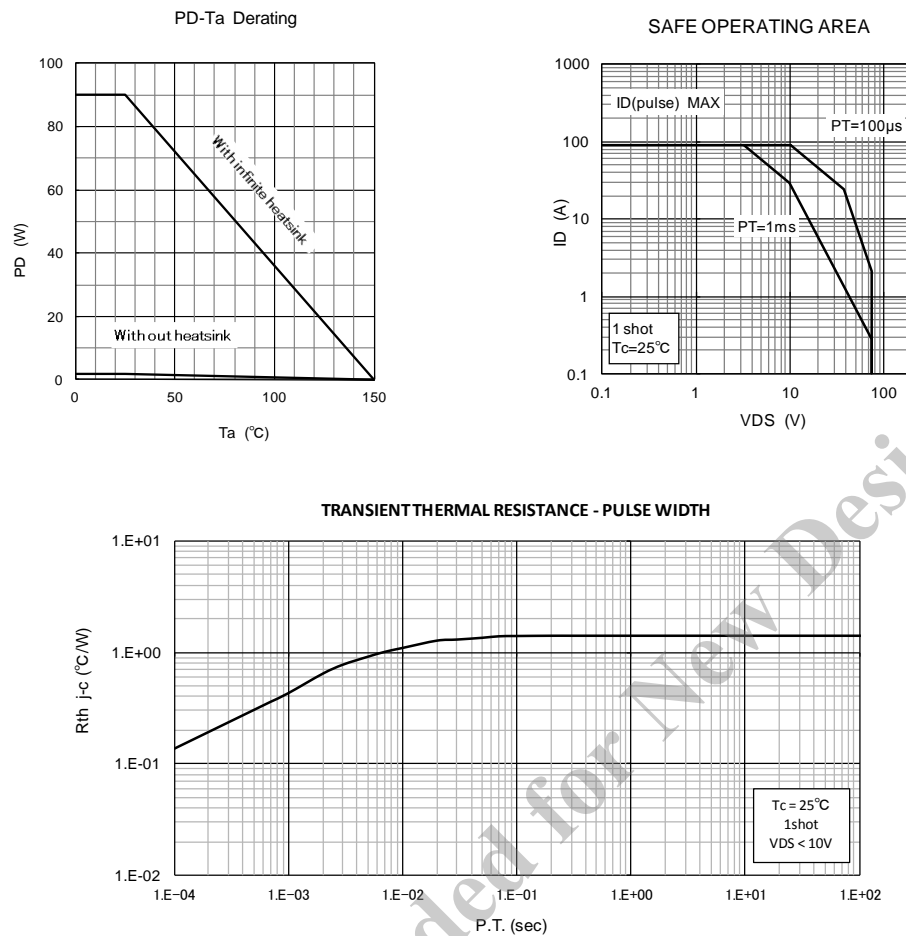 PD-Ta Derating
100
80
60
40
20
0
0
50
100
150
PD (W)
Ta (℃)
With infinite heatsink
With out heatsink
SAFE OPERATING AREA
1000
100
10
1
0.1
0.1
1
10
100
ID (A)
VDS (V)
ID(pulse) MAX
PT=100μs
PT=1ms
1 shot
Tc=25℃
TRANSIENT THERMAL RESISTANCE - PULSE WIDTH
1.E+01
1.E+00
1.E-01
1.E-02
1.E-04
1.E-03
1.E-02
1.E-01
1.E+00
1.E+01
1.E+02
Rth j-c (℃/W)
P.T. (sec)
Tc = 25℃
1shot
VDS < 10V
for New